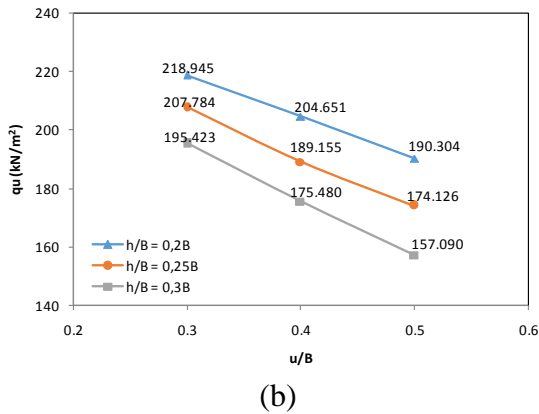 240
220
200
180
160
140
qu (kN/m²)
218.945
207.784
204.651
195.423
189.155
190.304
175.480
174.126
157.090
h/B = 0,2B
h/B = 0,25B
h/B = 0,3B
0.2 0.3 0.4 0.5 0.6
u/B
(b)